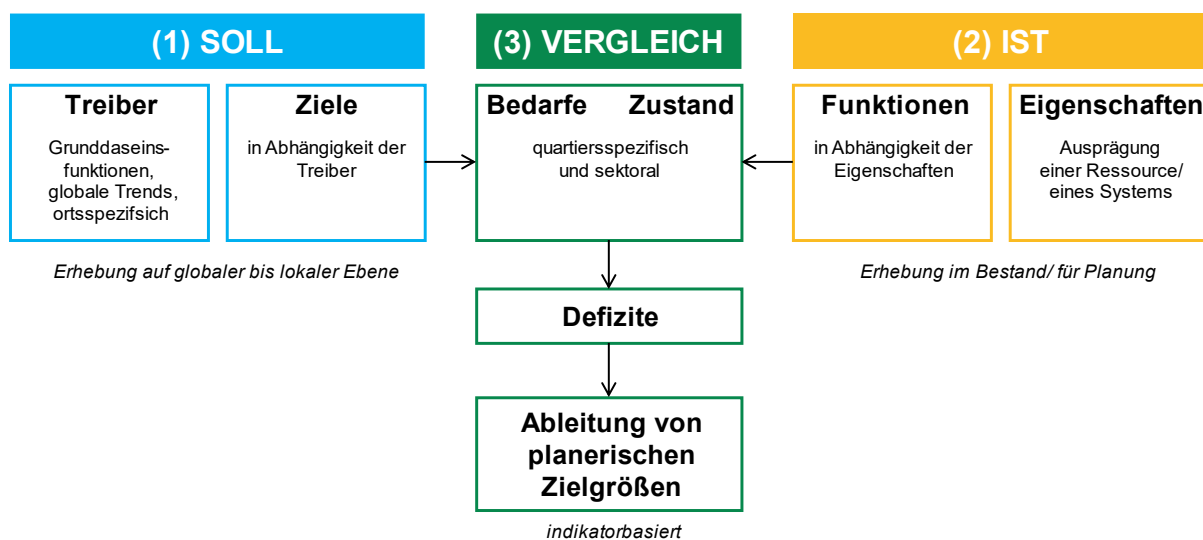 (1) SOLL
Treiber
Grunddaseins-
funktionen,
globale Trends,
ortsspezifsich
Ziele
in Abhängigkeit der
Treiber
Erhebung auf globaler bis lokaler Ebene
(3) VERGLEICH
Bedarfe Zustand
quartiersspezifisch
und sektoral
Defizite
Ableitung von
planerischen
Zielgrößen
indikatorbasiert
(2) IST
Funktionen
in Abhängigkeit der
Eigenschaften
Eigenschaften
Ausprägung
einer Ressource/
eines Systems
Erhebung im Bestand/ für Planung